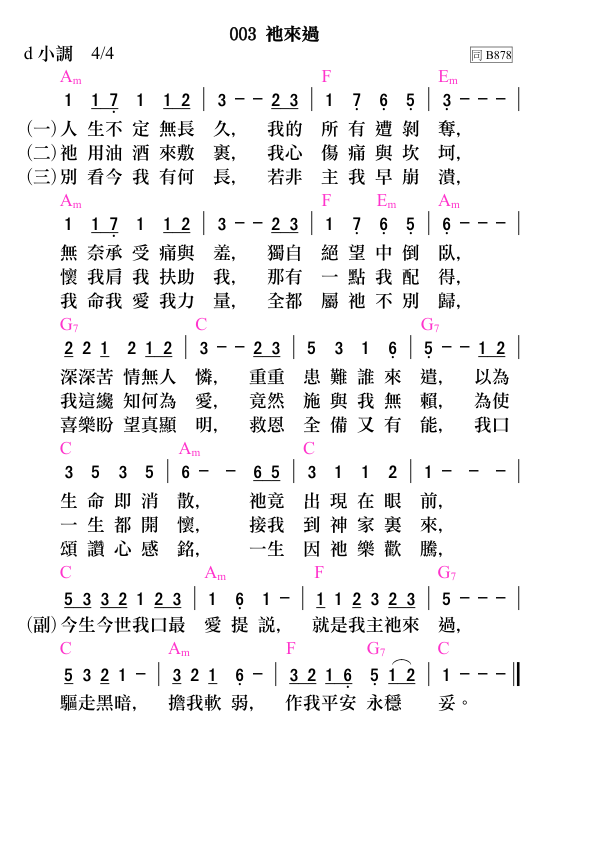 003 祂來過
d 小調 4/4
同 B878
Am F Em
1 1 7 1 1 2 | 3 - - 2 3 | 1 7 6 5 | 3 - - - |
(一)人 生不 定 無長 久, 我的 所 有 遭 剝 奪,
(二)祂 用油 酒 來敷 裏, 我心 傷 痛 與 坎 坷,
(三)別 看今 我 有何 長, 若非 主 我 早 崩 潰,
Am F Em Am
1 1 7 1 1 2 | 3 - - 2 3 | 1 7 6 5 | 6 - - - |
無 奈承 受 痛與 羞, 獨自 絕 望 中 倒 臥,
懷 我肩 我 扶助 我, 那有 一 點 我 配 得,
我 命我 愛 我力 量, 全都 屬 祂 不 別 歸,
G7 C G7
2 2 1 2 1 2 | 3 - - 2 3 | 5 3 1 6 | 5 - - 1 2 |
深深苦 情無人 憐, 重重 患 難 誰 來 遣, 以為
我這纔 知何為 愛, 竟然 施 與 我 無 賴, 為使
喜樂盼 望真顯 明, 救恩 全 備 又 有 能, 我口
C Am C
3 5 3 5 | 6 - - 6 5 | 3 1 1 2 | 1 - - - |
生 命 即 消 散, 祂竟 出 現 在 眼 前,
一 生 都 開 懷, 接我 到 神 家 裏 來,
頌 讚 心 感 銘, 一生 因 祂 樂 歡 騰,
C Am F G7
5 3 3 2 1 2 3 | 1 6 1 - | 1 1 2 3 2 3 | 5 - - - |
(副)今生今世我口最 愛 提 説, 就是我主祂來 過,
C Am F G7 C
5 3 2 1 - | 3 2 1 6 - | 3 2 1 6 5 1 2 | 1 - - - ||
驅走黑暗, 擔我軟 弱, 作我平安 永穩 妥。